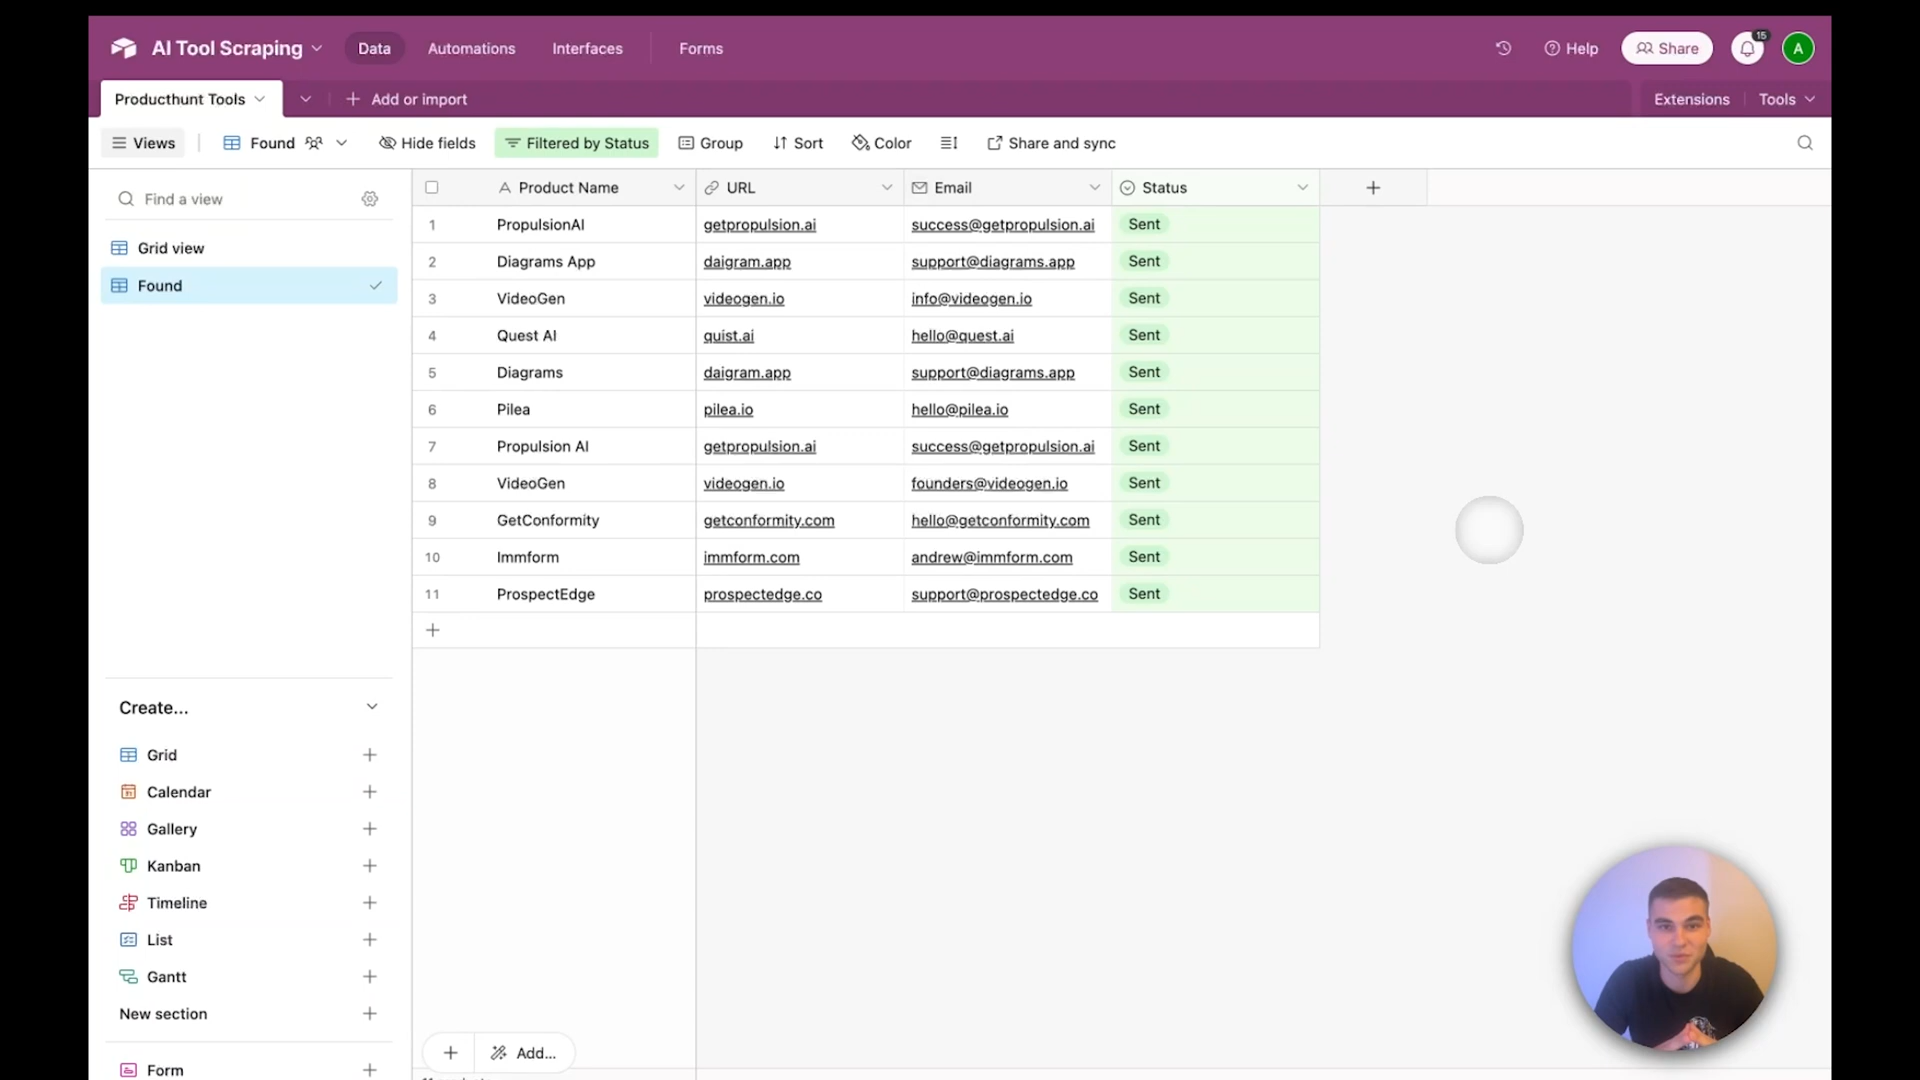 AI Tool Scraping Data Automations Interfaces Forms Help Share 15 A
Producthunt Tools Add or import Extensions Tools
Views Found Hide fields Filtered by Status Group Sort Color Share and sync
Find a view
Grid view
Found
Product Name URL Email Status
1 PropulsionAI getpropulsion.ai success@getpropulsion.ai Sent
2 Diagrams App daigram.app support@diagrams.app Sent
3 VideoGen videogen.io info@videogen.io Sent
4 Quest AI quist.ai hello@quest.ai Sent
5 Diagrams daigram.app support@diagrams.app Sent
6 Pilea pilea.io hello@pilea.io Sent
7 Propulsion AI getpropulsion.ai success@getpropulsion.ai Sent
8 VideoGen videogen.io founders@videogen.io Sent
9 GetConformity getconformity.com hello@getconformity.com Sent
10 Immform immform.com andrew@immform.com Sent
11 ProspectEdge prospectedge.co support@prospectedge.co Sent
Create...
Grid
Calendar
Gallery
Kanban
Timeline
List
Gantt
New section
Form
Add...